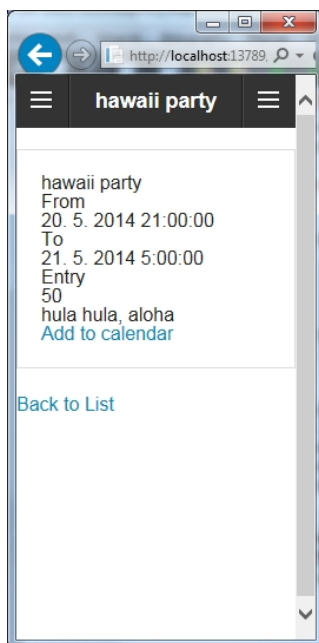 http://localhost:13789
hawaii party
hawaii party
From
20. 5. 2014 21:00:00
To
21. 5. 2014 5:00:00
Entry
50
hula hula, aloha
Add to calendar
Back to List